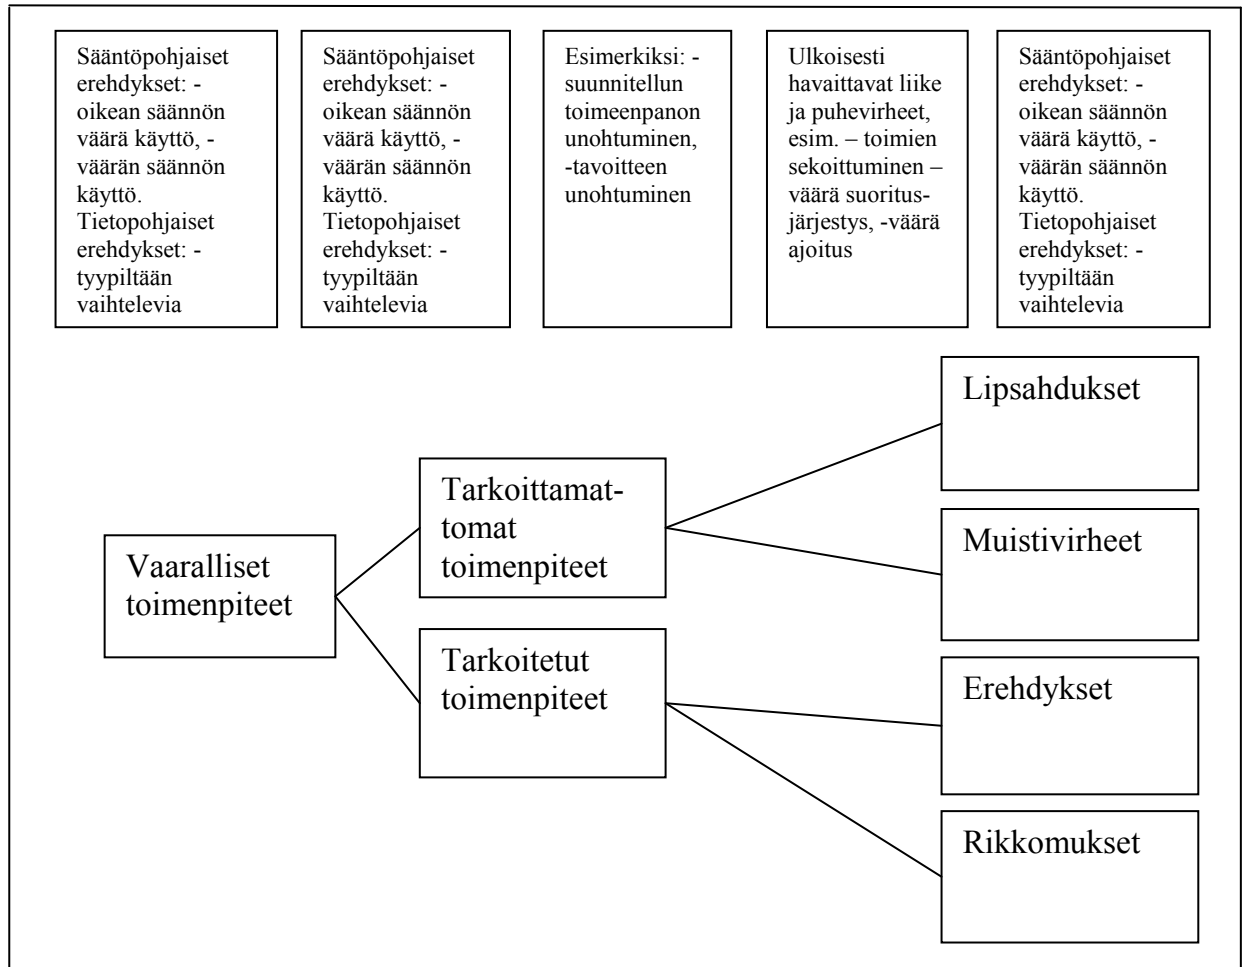 Sääntöpohjaiset
erehdykset: -
oikean säännön
väärä käyttö, -
väärän säännön
käyttö.
Tietopohjaiset
erehdykset: -
tyypiltään
vaihtelevia
Sääntöpohjaiset
erehdykset: -
oikean säännön
väärä käyttö, -
väärän säännön
käyttö.
Tietopohjaiset
erehdykset: -
tyypiltään
vaihtelevia
Esimerkiksi: -
suunnitellun
toimeenpanon
unohtuminen,
-tavoitteen
unohtuminen
Ulkoisesti
havaittavat liike
ja puhevirheet,
esim. – toimien
sekoittuminen –
väärä suoritus-
järjestys, -väärä
ajoitus
Sääntöpohjaiset
erehdykset: -
oikean säännön
väärä käyttö, -
väärän säännön
käyttö.
Tietopohjaiset
erehdykset: -
tyypiltään
vaihtelevia
Vaaralliset
toimenpiteet
Tarkoittamat-
tomat
toimenpiteet
Tarkoitetut
toimenpiteet
Lipsahdukset
Muistivirheet
Erehdykset
Rikkomukset